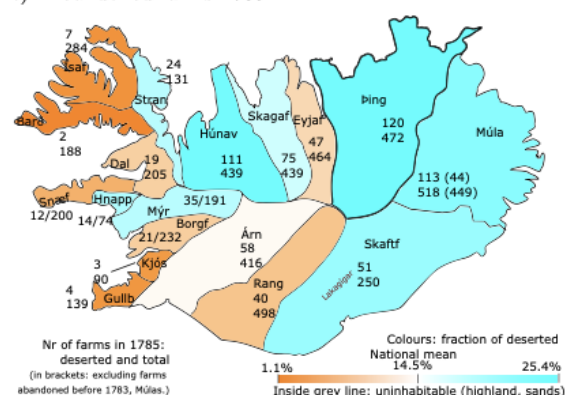 7
284
Ísaf
24
131
Stran
Barð
2
188
Húnav
111
439
Skagaf
75
439
Eyjaf
47
464
Þing
120
472
Múla
113 (44)
518 (449)
Dal
19
205
Snæf
12/200
Hnapp
14/74
Mýr
35/191
Borgf
21/232
Kjós
3
90
4
139
Gullb
Árn
58
416
Rang
40
498
Skaftf
51
250
Lakagígar
Nr of farms in 1785:
deserted and total
(in brackets: excluding farms
abandoned before 1783, Múlas.)
Colours: fraction of deserted
National mean
1.1%
14.5%
25.4%
Inside grey line: uninhabitable (highland, sands)